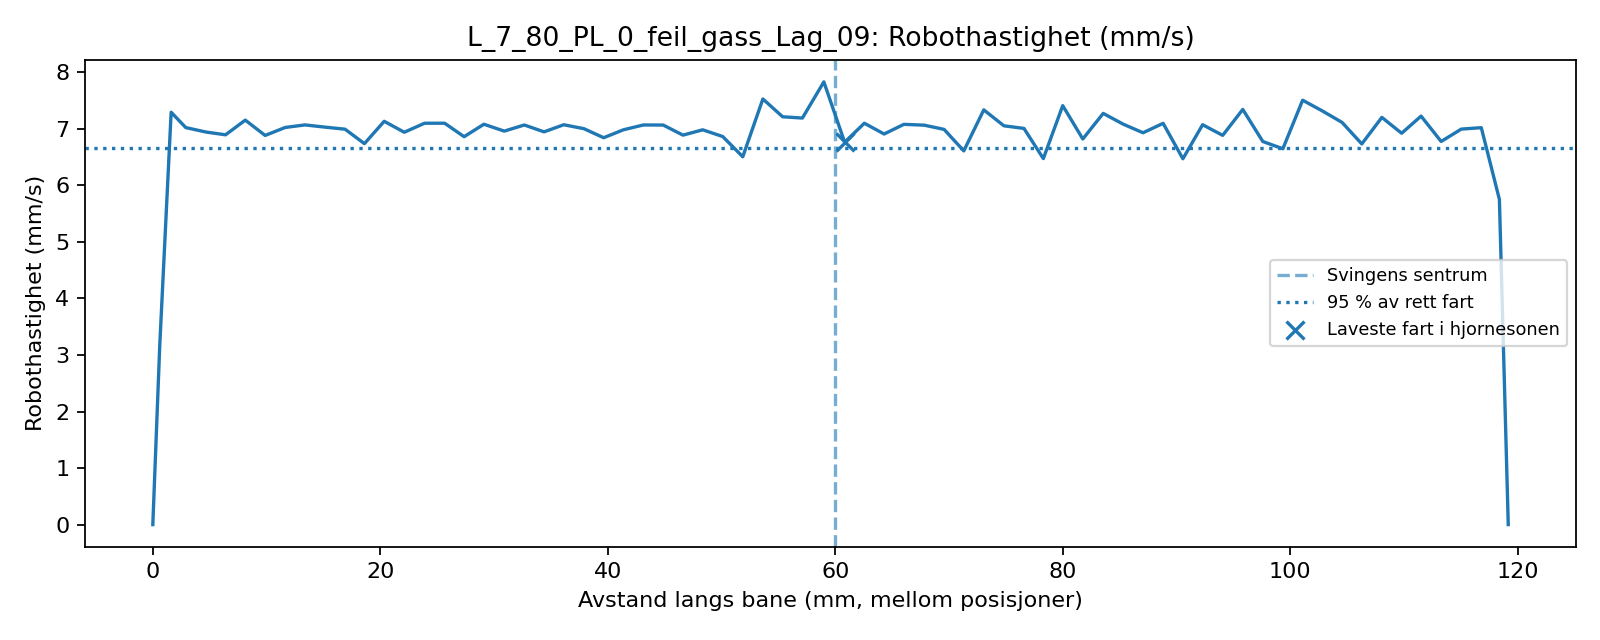 L_7_80_PL_0_feil_gass_Lag_09: Robothastighet (mm/s)
8
7
6
5
4
3
2
1
0
Robothastighet (mm/s)
Svingens sentrum
95 % av rett fart
Laveste fart i hjornesonen
0 20 40 60 80 100 120
Avstand langs bane (mm, mellom posisjoner)